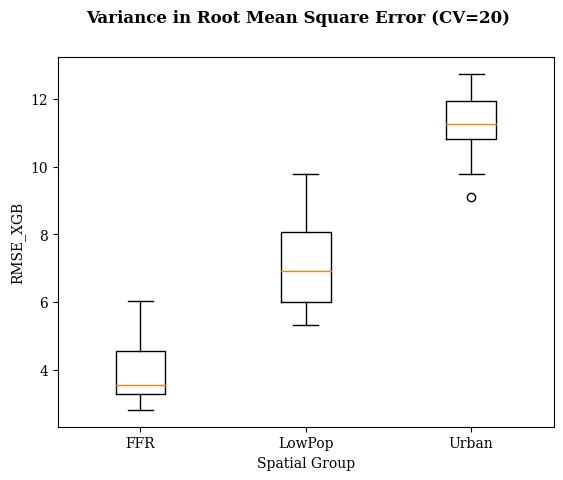 Variance in Root Mean Square Error (CV=20)
12
10
8
6
4
RMSE_XGB
FFR LowPop Urban
Spatial Group